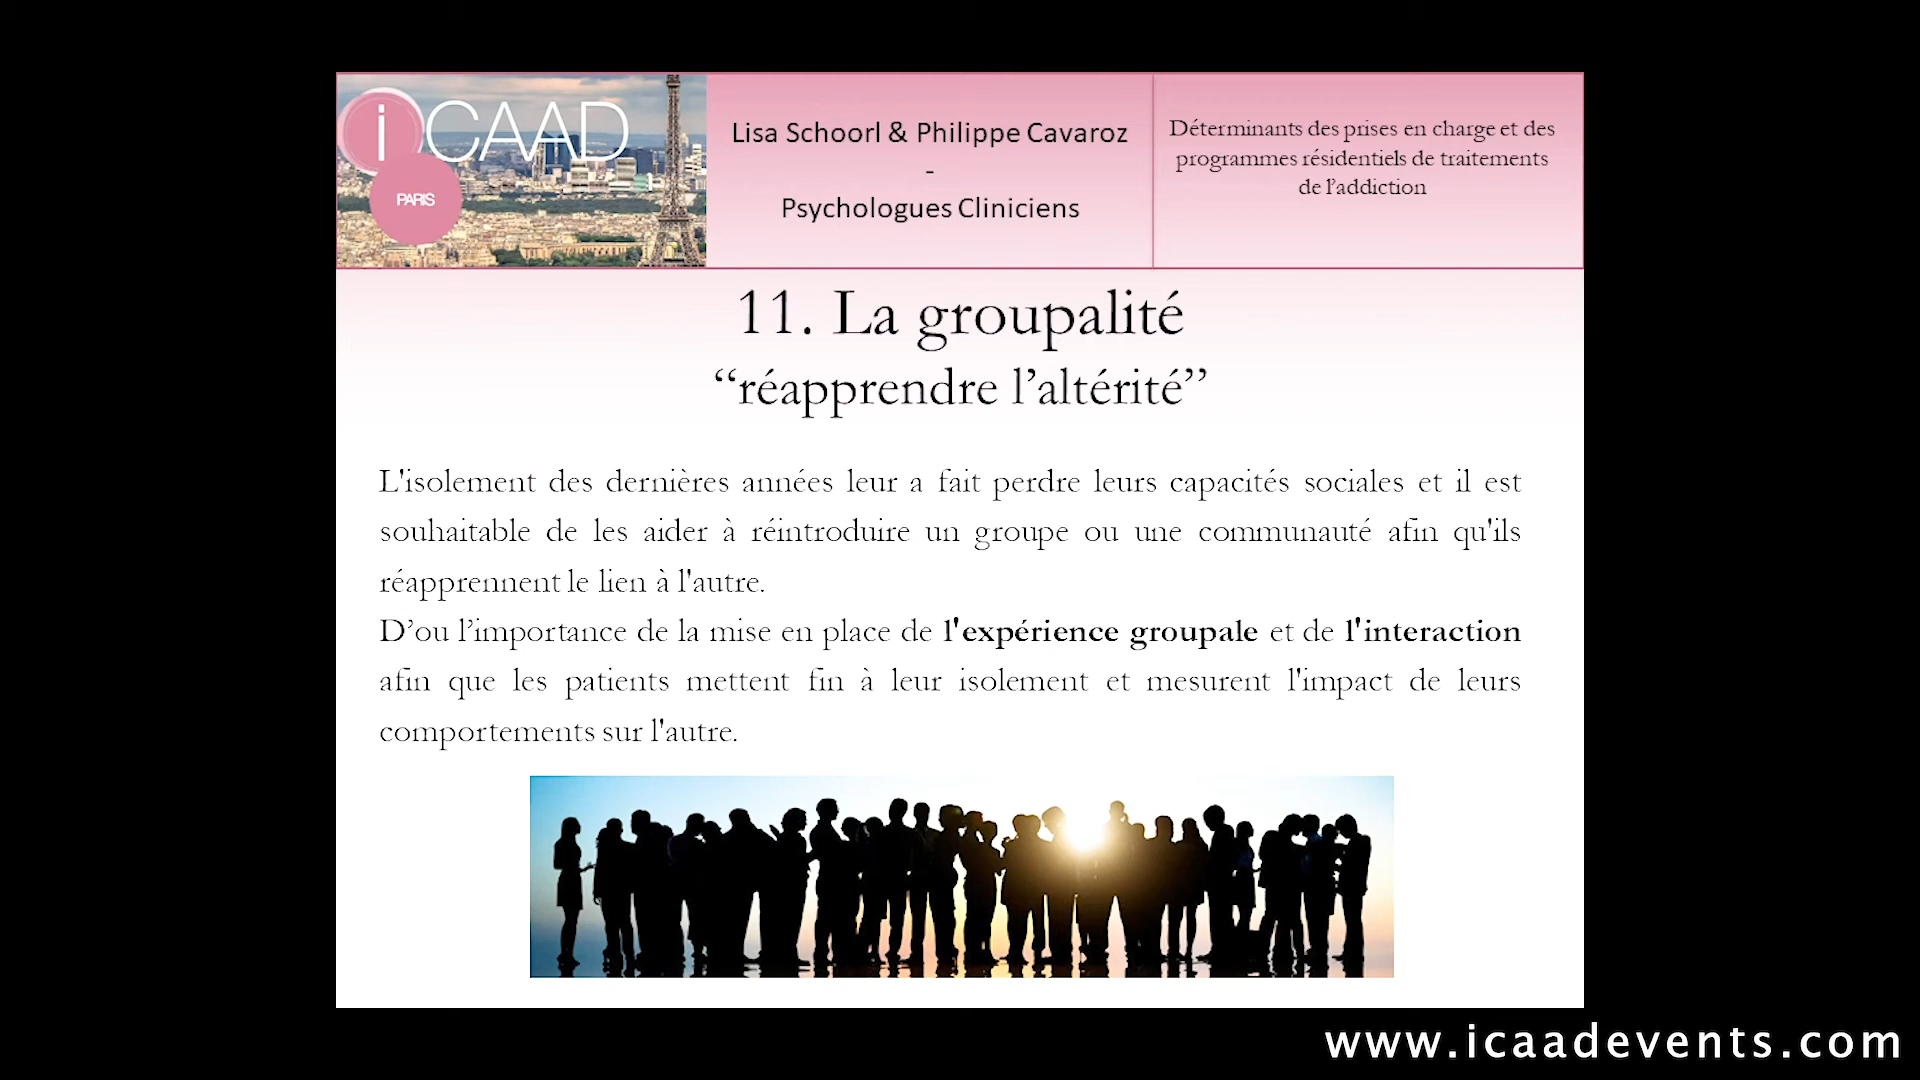 iCAAD
PARIS
Lisa Schoorl & Philippe Cavaroz
-
Psychologues Cliniciens
Déterminants des prises en charge et des
programmes résidentiels de traitements
de l’addiction
11. La groupalité
“réapprendre l’altérité”
L'isolement des dernières années leur a fait perdre leurs capacités sociales et il est
souhaitable de les aider à réintroduire un groupe ou une communauté afin qu'ils
réapprennent le lien à l'autre.
D’ou l’importance de la mise en place de l'expérience groupale et de l'interaction
afin que les patients mettent fin à leur isolement et mesurent l'impact de leurs
comportements sur l'autre.
www.icaadevents.com